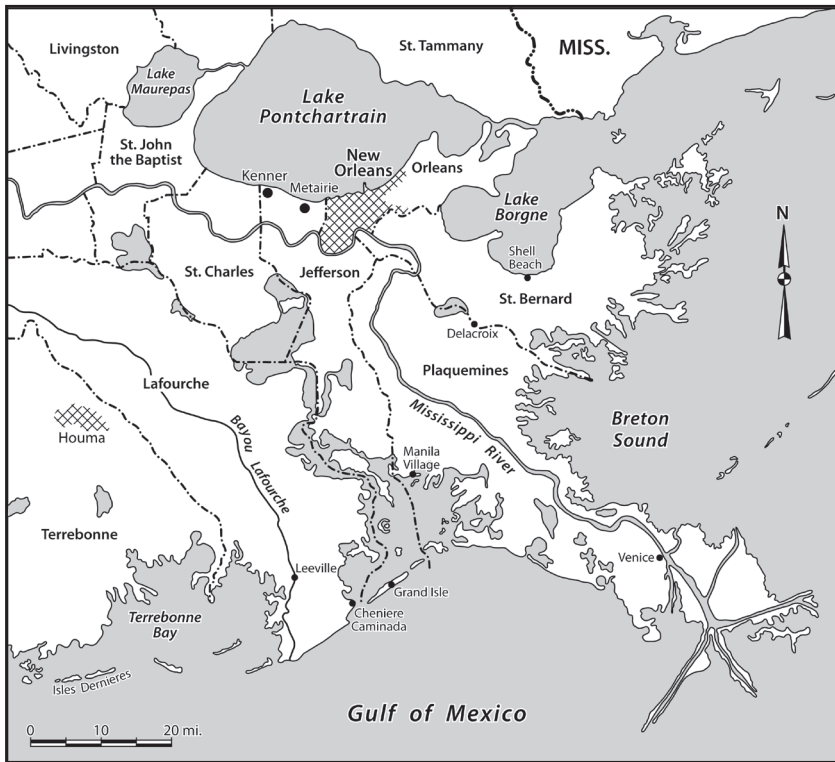 Livingston
St. Tammany
MISS.
Lake
Maurepas
Lake
Pontchartrain
St. John
the Baptist
New
Orleans
Orleans
Kenner
Metairie
Lake
Borgne
N
Shell
Beach
St. Charles
Jefferson
St. Bernard
Delacroix
Plaquemines
Lafourche
Houma
Bayou Lafourche
Mississippi River
Breton
Sound
Manila
Village
Terrebonne
Venice
Leeville
Grand Isle
Cheniere
Caminada
Terrebonne
Bay
Isles Dernieres
Gulf of Mexico
0 10 20 mi.